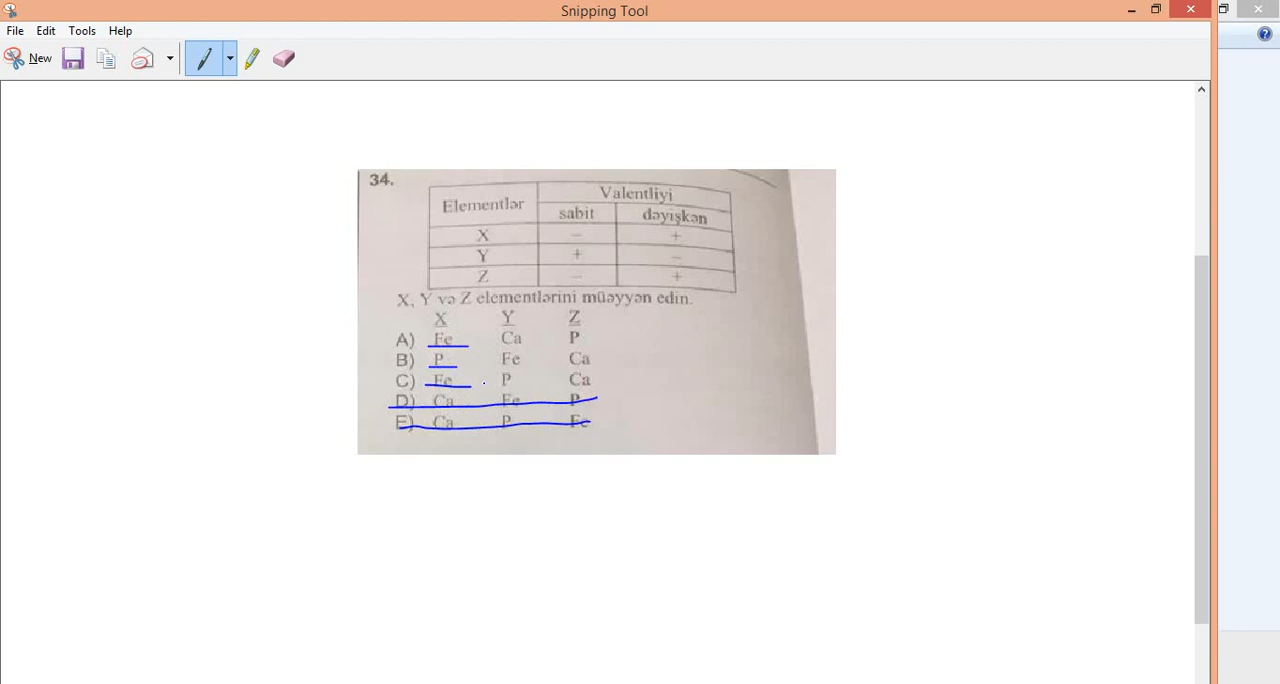 Snipping Tool
File Edit Tools Help
New
34.
Elementlər Valentliyi
sabit dəyişkən
X – +
Y + –
Z – +
X, Y və Z elementlərini müəyyən edin.
X Y Z
A) Fe Ca P
B) P Fe Ca
C) Fe P Ca
D) Ca Fe P
E) Ca P Fe